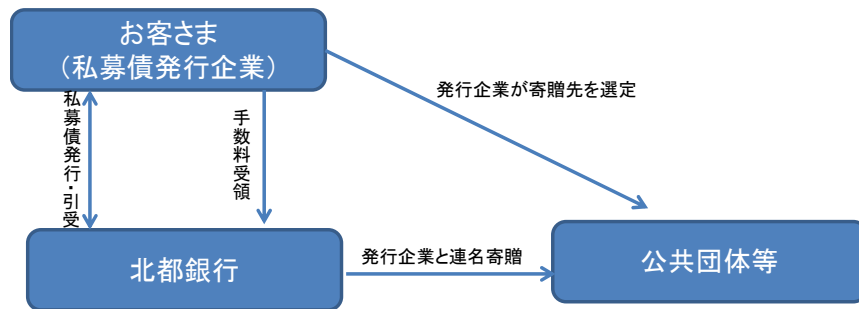 お客さま
（私募債発行企業）
私募債発行・引受
手数料受領
発行企業が寄贈先を選定
北都銀行
発行企業と連名寄贈
公共団体等